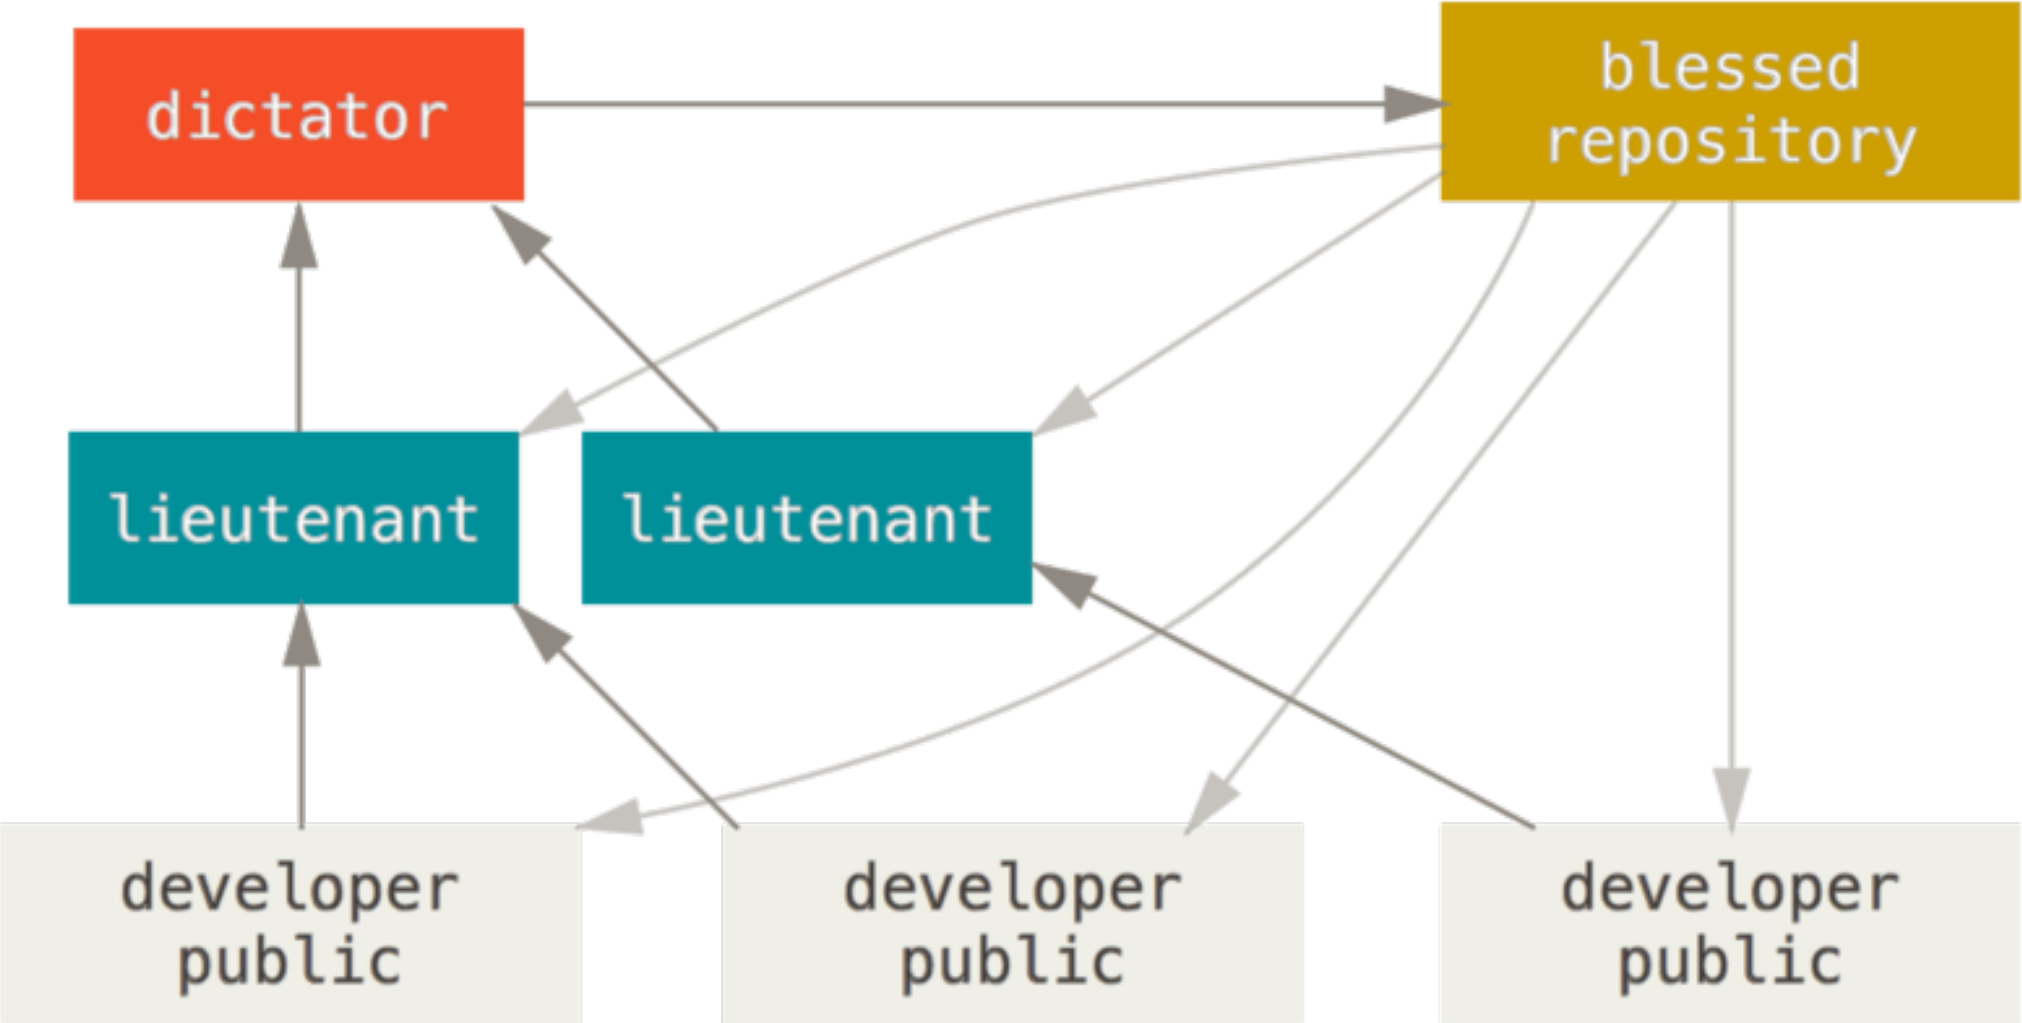 dictator
blessed
repository
lieutenant
lieutenant
developer
public
developer
public
developer
public